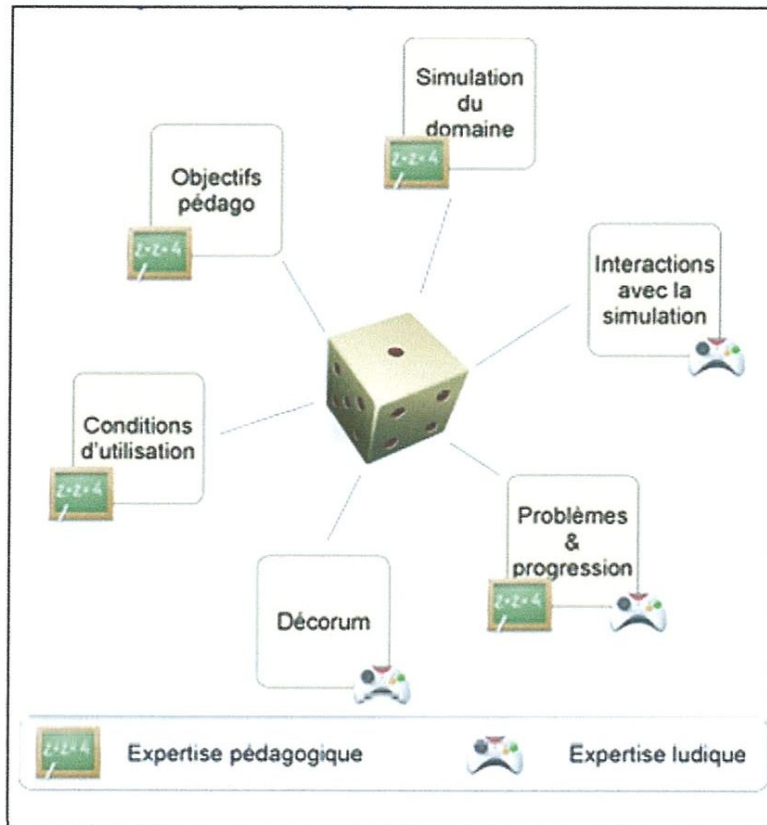 Simulation
du
domaine
Objectifs
pédago
Interactions
avec la
simulation
Conditions
d'utilisation
Problèmes
&
progression
Décorum
Expertise pédagogique
Expertise ludique